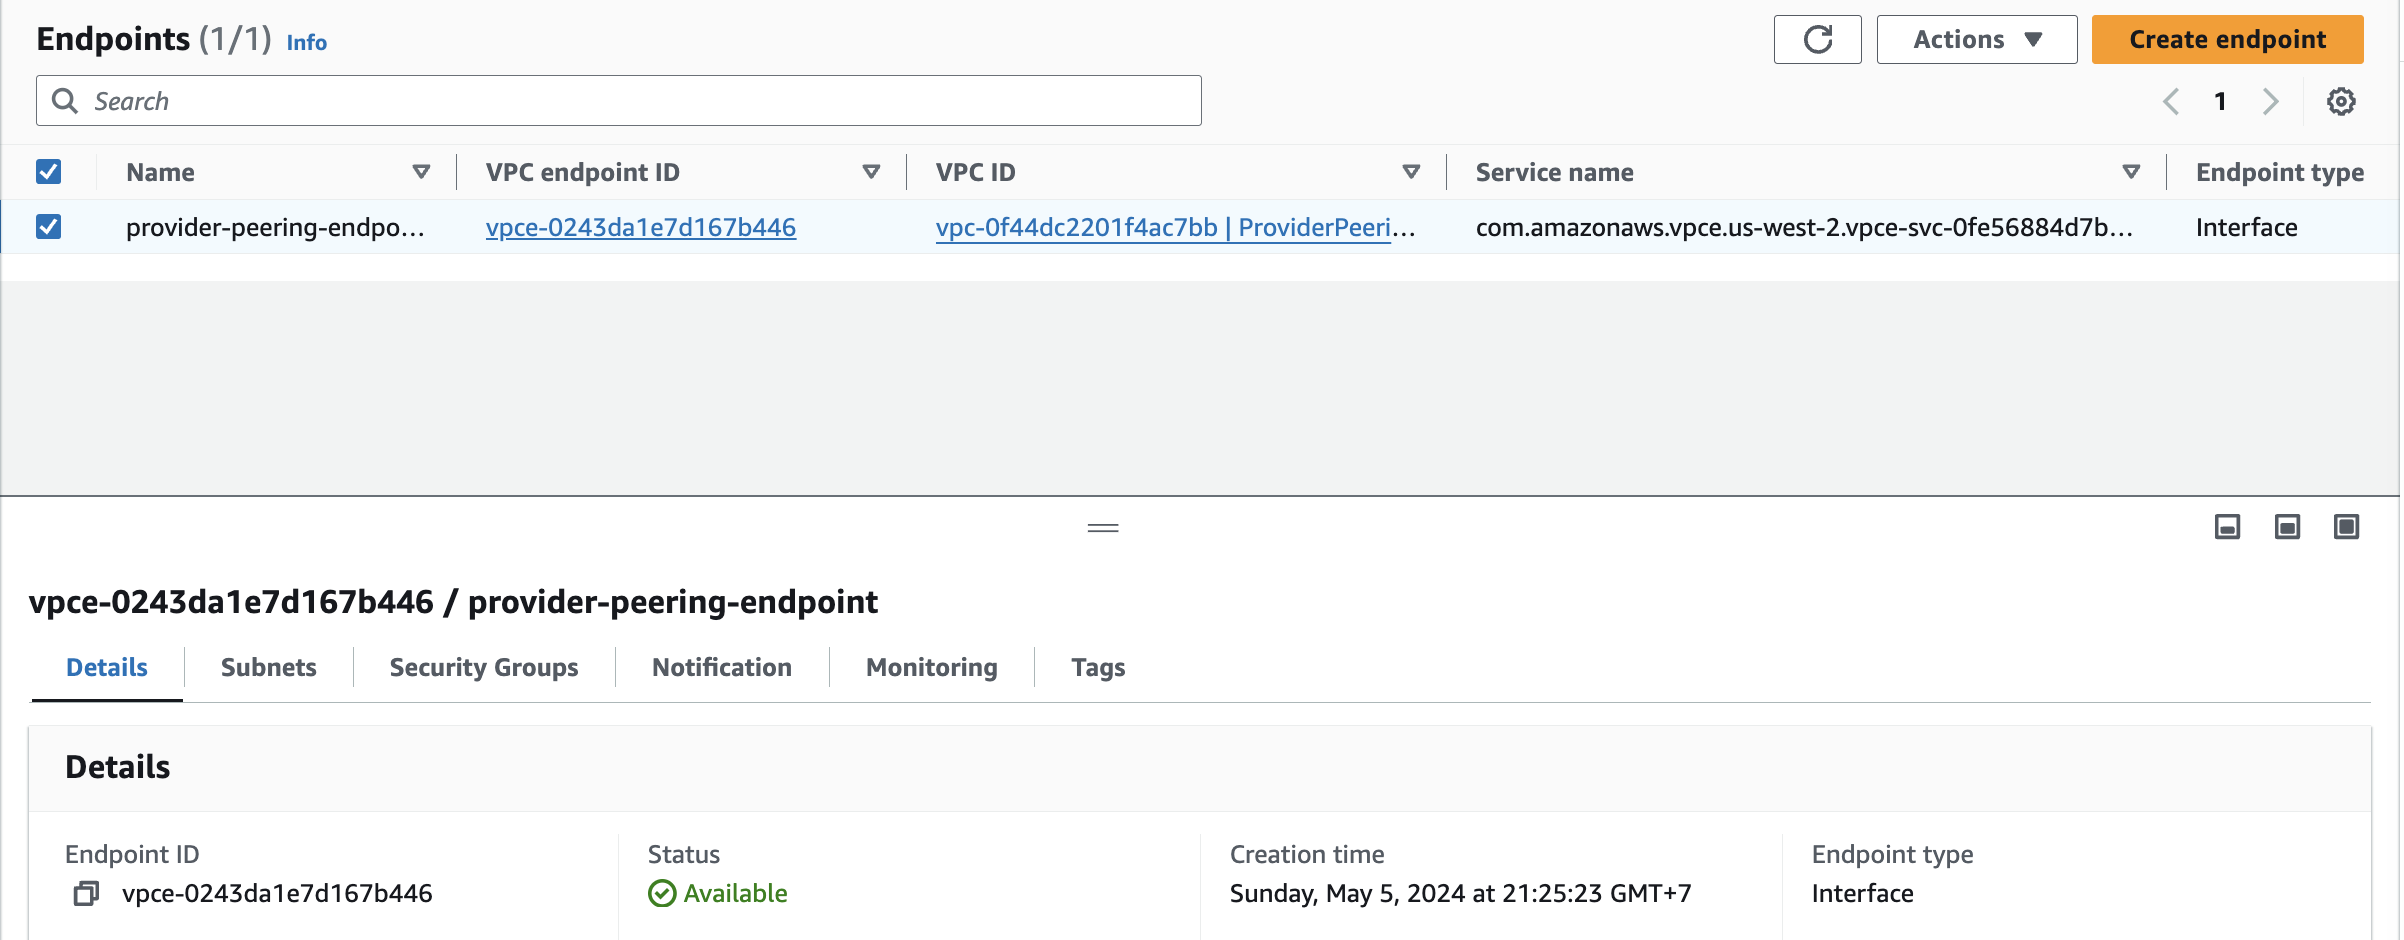 Endpoints (1/1) Info
Actions
Create endpoint
Search
1
Name
VPC endpoint ID
VPC ID
Service name
Endpoint type
provider-peering-endpo...
vpce-0243da1e7d167b446
vpc-0f44dc2201f4ac7bb | ProviderPeeri...
com.amazonaws.vpce.us-west-2.vpce-svc-0fe56884d7b...
Interface
vpce-0243da1e7d167b446 / provider-peering-endpoint
Details
Subnets
Security Groups
Notification
Monitoring
Tags
Details
Endpoint ID
vpce-0243da1e7d167b446
Status
Available
Creation time
Sunday, May 5, 2024 at 21:25:23 GMT+7
Endpoint type
Interface